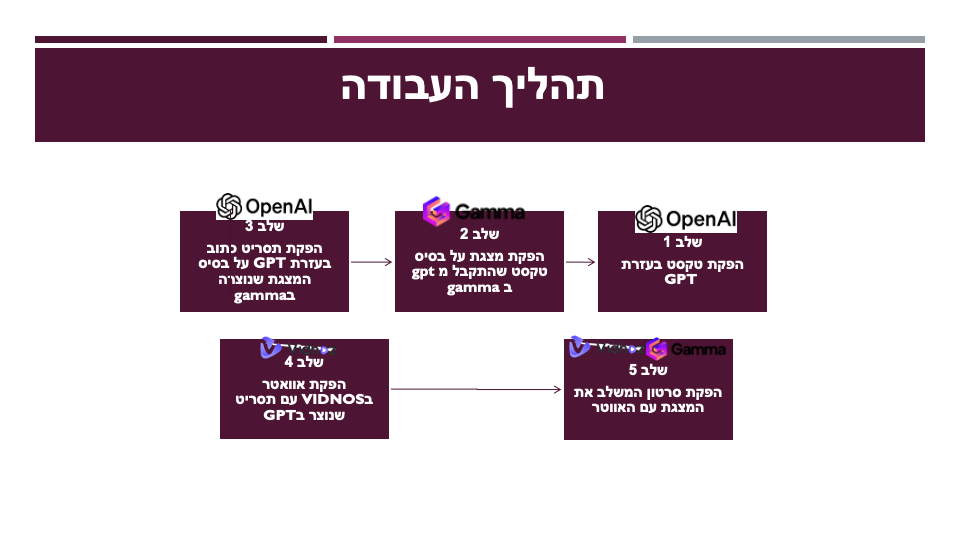 תהליך העבודה
OpenAI
שלב 1
הפקת טקסט בעזרת
GPT
Gamma
שלב 2
הפקת מצגת על בסיס
טקסט שהתקבל מ gpt
ב gamma
OpenAI
שלב 3
הפקת תסריט כתוב
בעזרת GPT על בסיס
המצגת שנוצרה
בgamma
שלב 4
הפקת אוואטר
בVIDNOS עם תסריט
שנוצר בGPT
Gamma
שלב 5
הפקת סרטון המשלב את
המצגת עם האווטר